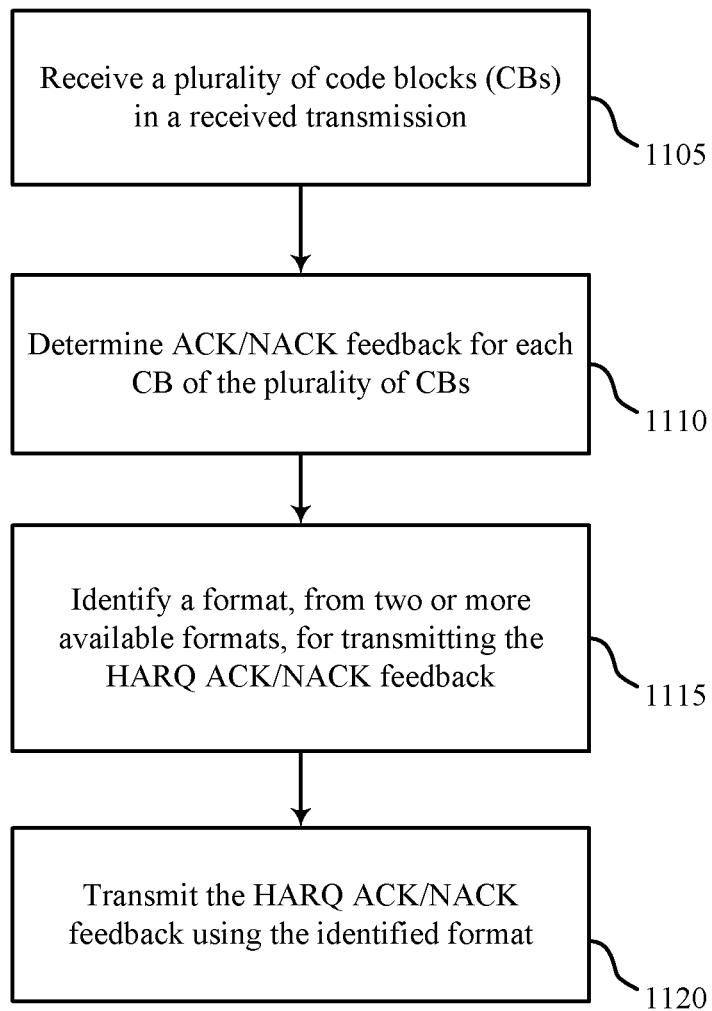 Receive a plurality of code blocks (CBs)
in a received transmission
1105
Determine ACK/NACK feedback for each
CB of the plurality of CBs
1110
Identify a format, from two or more
available formats, for transmitting the
HARQ ACK/NACK feedback
1115
Transmit the HARQ ACK/NACK
feedback using the identified format
1120